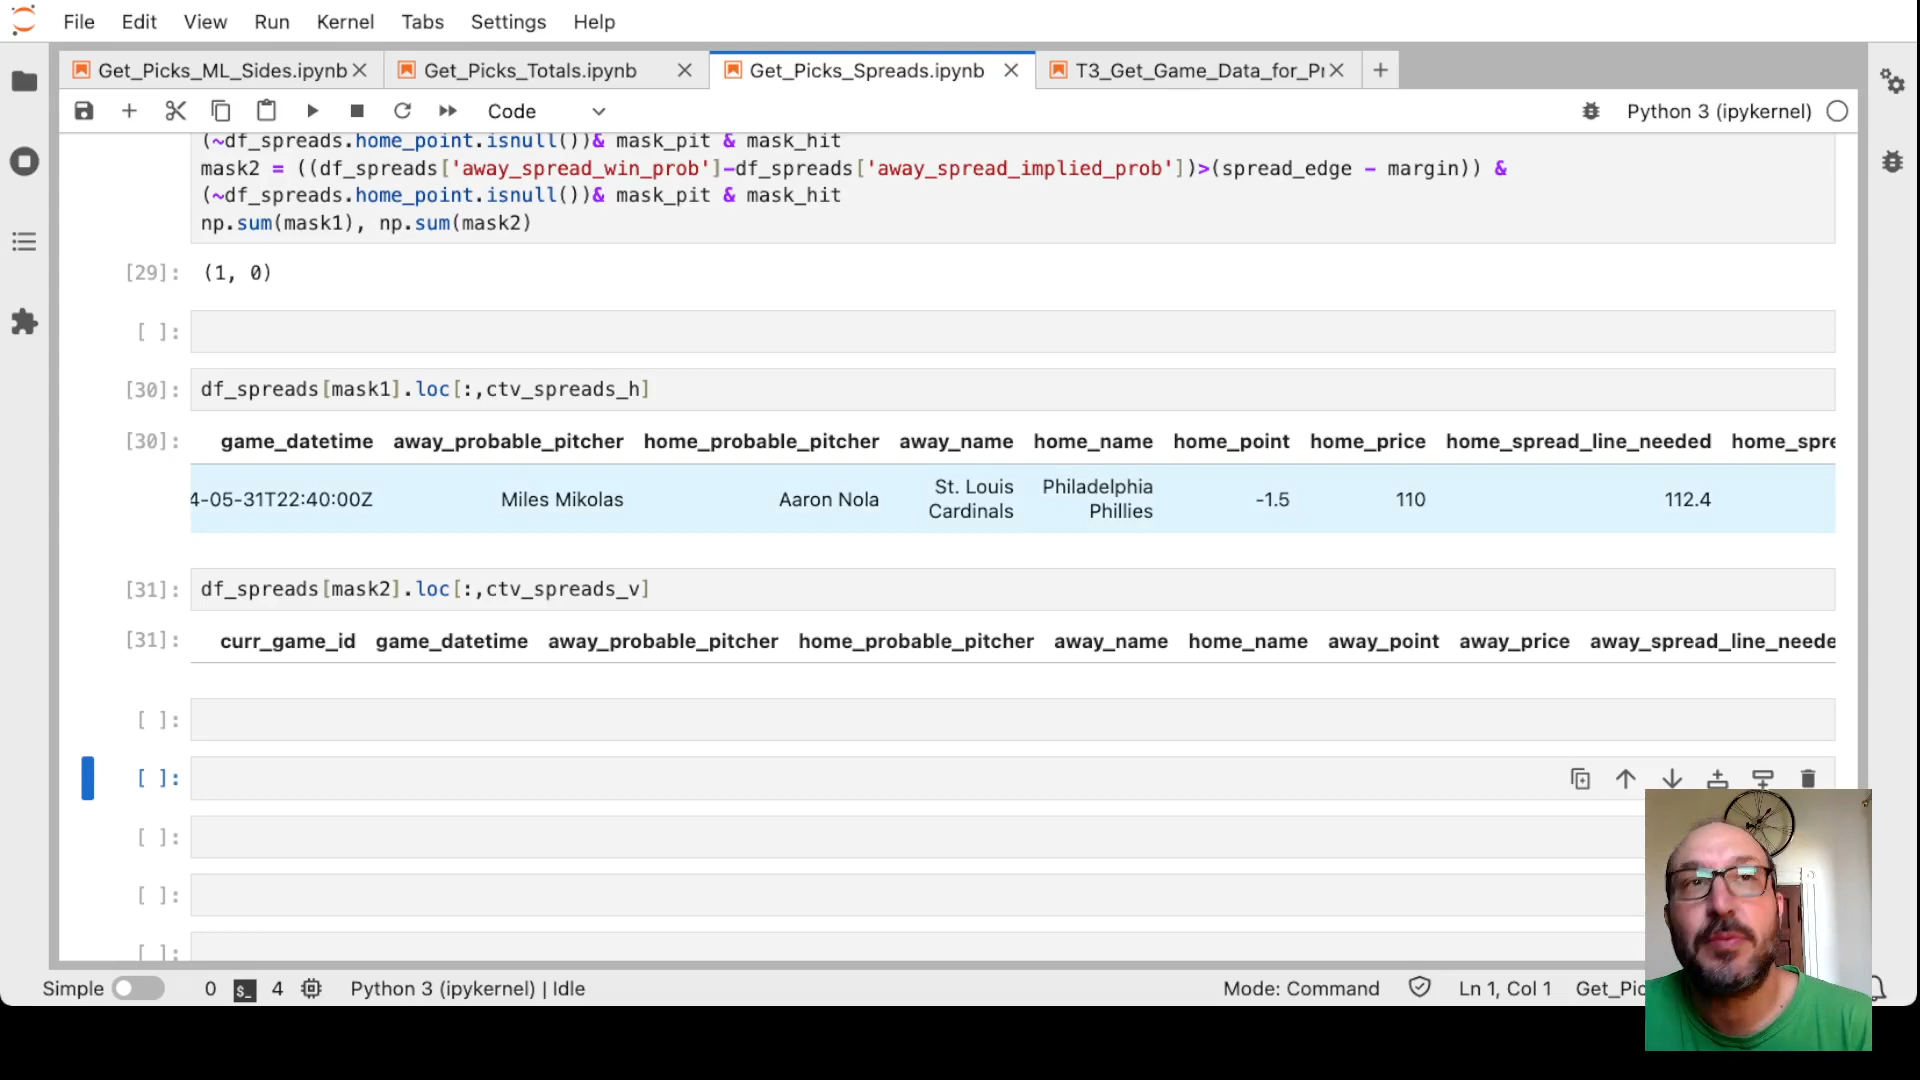 File Edit View Run Kernel Tabs Settings Help
Get_Picks_ML_Sides.ipynb Get_Picks_Totals.ipynb Get_Picks_Spreads.ipynb T3_Get_Game_Data_for_Pr
Code Python 3 (ipykernel)
(~df_spreads.home_point.isnull())& mask_pit & mask_hit
mask2 = ((df_spreads['away_spread_win_prob']-df_spreads['away_spread_implied_prob'])>(spread_edge - margin)) &
(~df_spreads.home_point.isnull())& mask_pit & mask_hit
np.sum(mask1), np.sum(mask2)
[29]: (1, 0)
[ ]:
[30]: df_spreads[mask1].loc[:,ctv_spreads_h]
[30]: game_datetime away_probable_pitcher home_probable_pitcher away_name home_name home_point home_price home_spread_line_needed home_spre
4-05-31T22:40:00Z Miles Mikolas Aaron Nola St. Louis Cardinals Philadelphia Phillies -1.5 110 112.4
[31]: df_spreads[mask2].loc[:,ctv_spreads_v]
[31]: curr_game_id game_datetime away_probable_pitcher home_probable_pitcher away_name home_name away_point away_price away_spread_line_neede
[ ]:
[ ]:
[ ]:
[ ]:
[ ]:
Simple 0 $_ 4 Python 3 (ipykernel) | Idle Mode: Command Ln 1, Col 1 Get_Pic